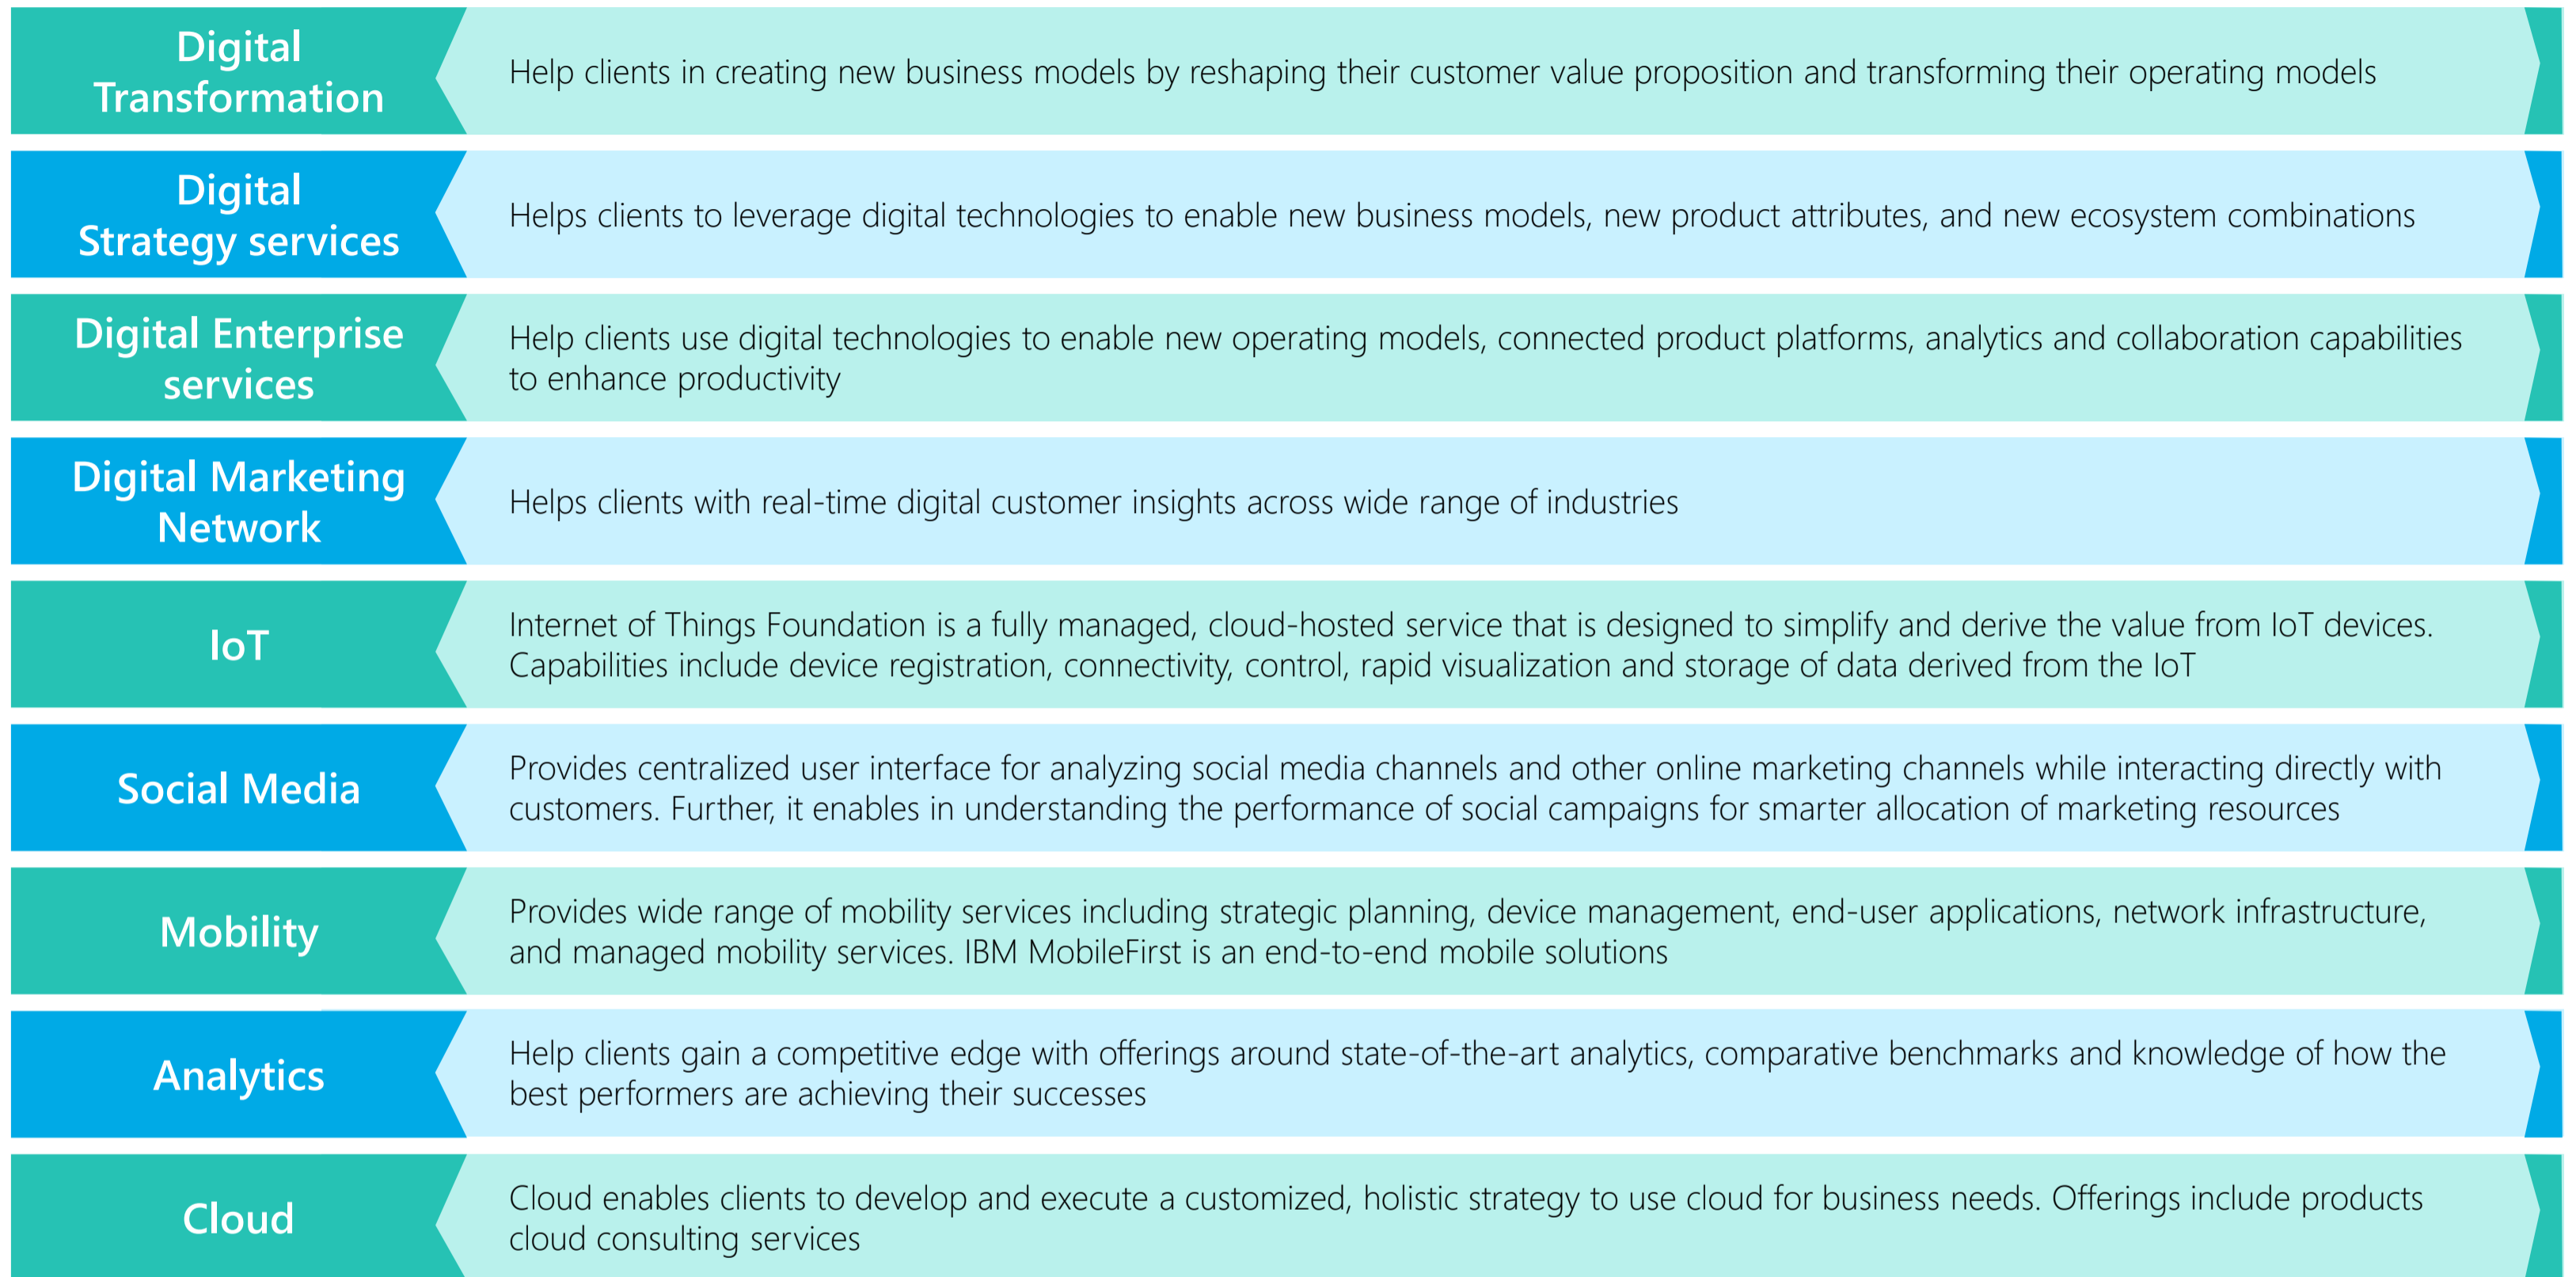 Digital
Transformation
Help clients in creating new business models by reshaping their customer value proposition and transforming their operating models
Digital
Strategy services
Helps clients to leverage digital technologies to enable new business models, new product attributes, and new ecosystem combinations
Digital Enterprise
services
Help clients use digital technologies to enable new operating models, connected product platforms, analytics and collaboration capabilities
to enhance productivity
Digital Marketing
Network
Helps clients with real-time digital customer insights across wide range of industries
IoT
Internet of Things Foundation is a fully managed, cloud-hosted service that is designed to simplify and derive the value from IoT devices.
Capabilities include device registration, connectivity, control, rapid visualization and storage of data derived from the IoT
Social Media
Provides centralized user interface for analyzing social media channels and other online marketing channels while interacting directly with
customers. Further, it enables in understanding the performance of social campaigns for smarter allocation of marketing resources
Mobility
Provides wide range of mobility services including strategic planning, device management, end-user applications, network infrastructure,
and managed mobility services. IBM MobileFirst is an end-to-end mobile solutions
Analytics
Help clients gain a competitive edge with offerings around state-of-the-art analytics, comparative benchmarks and knowledge of how the
best performers are achieving their successes
Cloud
Cloud enables clients to develop and execute a customized, holistic strategy to use cloud for business needs. Offerings include products
cloud consulting services